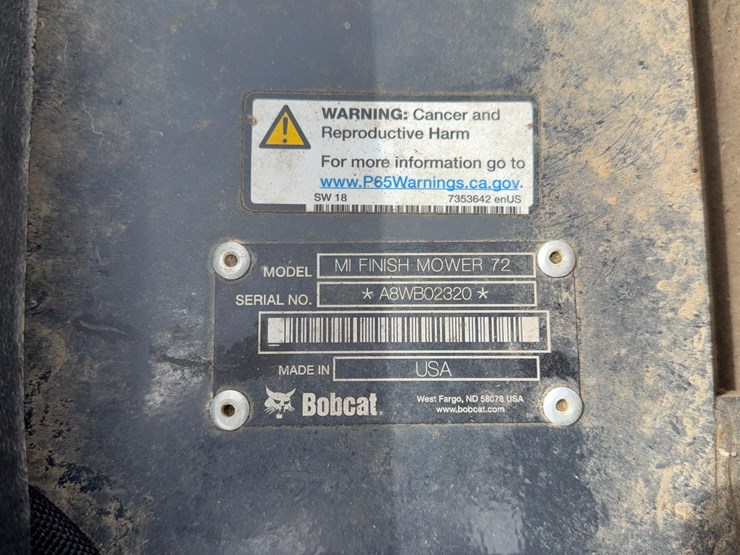 WARNING: Cancer and
Reproductive Harm
For more information go to
www.P65Warnings.ca.gov.
SW 18 7353642 enUS
MODEL MI FINISH MOWER 72
SERIAL NO. * A8WB02320 *
MADE IN USA
Bobcat
West Fargo, ND 58078 USA
www.bobcat.com